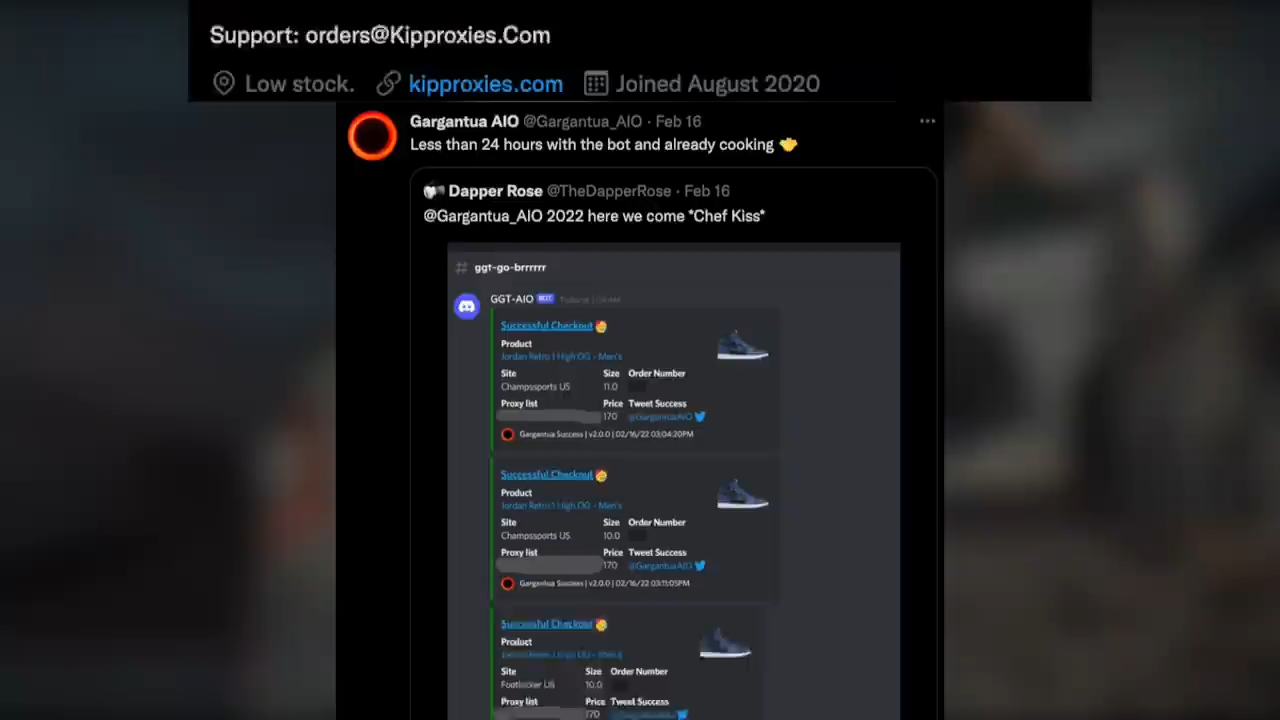 Support: orders@Kipproxies.Com
Low stock. kipproxies.com Joined August 2020
Gargantua AIO @Gargantua_AIO · Feb 16
Less than 24 hours with the bot and already cooking
Dapper Rose @TheDapperRose · Feb 16
@Gargantua_AIO 2022 here we come *Chef Kiss*
# ggt-go-brrrrrr
GGT-AIO BOT
Successful Checkout
Product
Jordan Retro 1 High OG - Men's
Site Size Order Number
Champssports US 11.0
Proxy list Price Tweet Success
170 @GargantuaAIO
Gargantua Success | v2.0.0 | 02/16/22 03:04:20PM
Successful Checkout
Product
Jordan Retro 1 High OG - Men's
Site Size Order Number
Champssports US 10.0
Proxy list Price Tweet Success
170 @GargantuaAIO
Gargantua Success | v2.0.0 | 02/16/22 03:11:05PM
Successful Checkout
Product
Site Size Order Number
Footlocker US 10.0
Proxy list Price Tweet Success
170